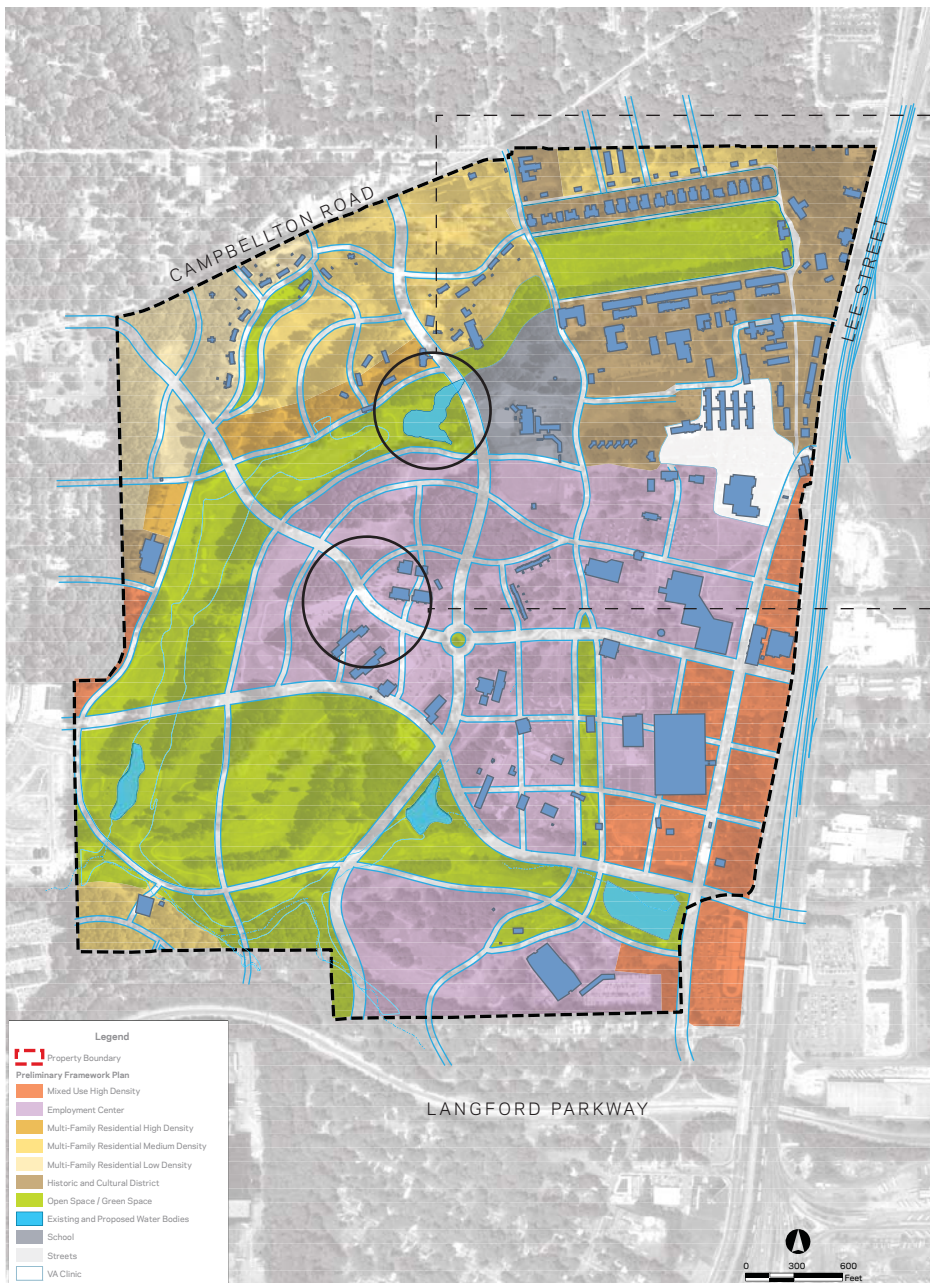 CAMPBELLTON ROAD
LEE STREET
LANGFORD PARKWAY
Legend
Property Boundary
Preliminary Framework Plan
Mixed Use High Density
Employment Center
Multi-Family Residential High Density
Multi-Family Residential Medium Density
Multi-Family Residential Low Density
Historic and Cultural District
Open Space / Green Space
Existing and Proposed Water Bodies
School
Streets
VA Clinic
0 300 600
Feet